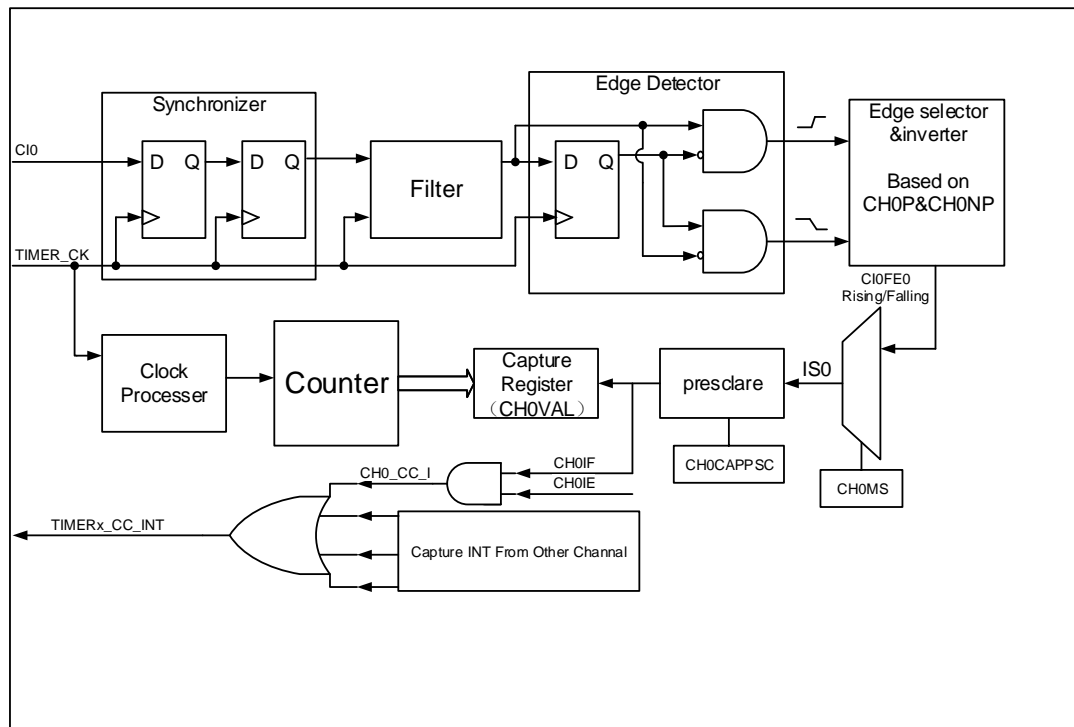 Synchronizer
Edge Detector
Edge selector
&inverter
Based on
CH0P&CH0NP
CI0
D Q
D Q
Filter
D Q
TIMER_CK
CI0FE0
Rising/Falling
Clock
Processer
Counter
Capture
Register
（CH0VAL）
presclare
IS0
CH0CAPPSC
CH0MS
CH0_CC_I
CH0IF
CH0IE
TIMERx_CC_INT
Capture INT From Other Channal